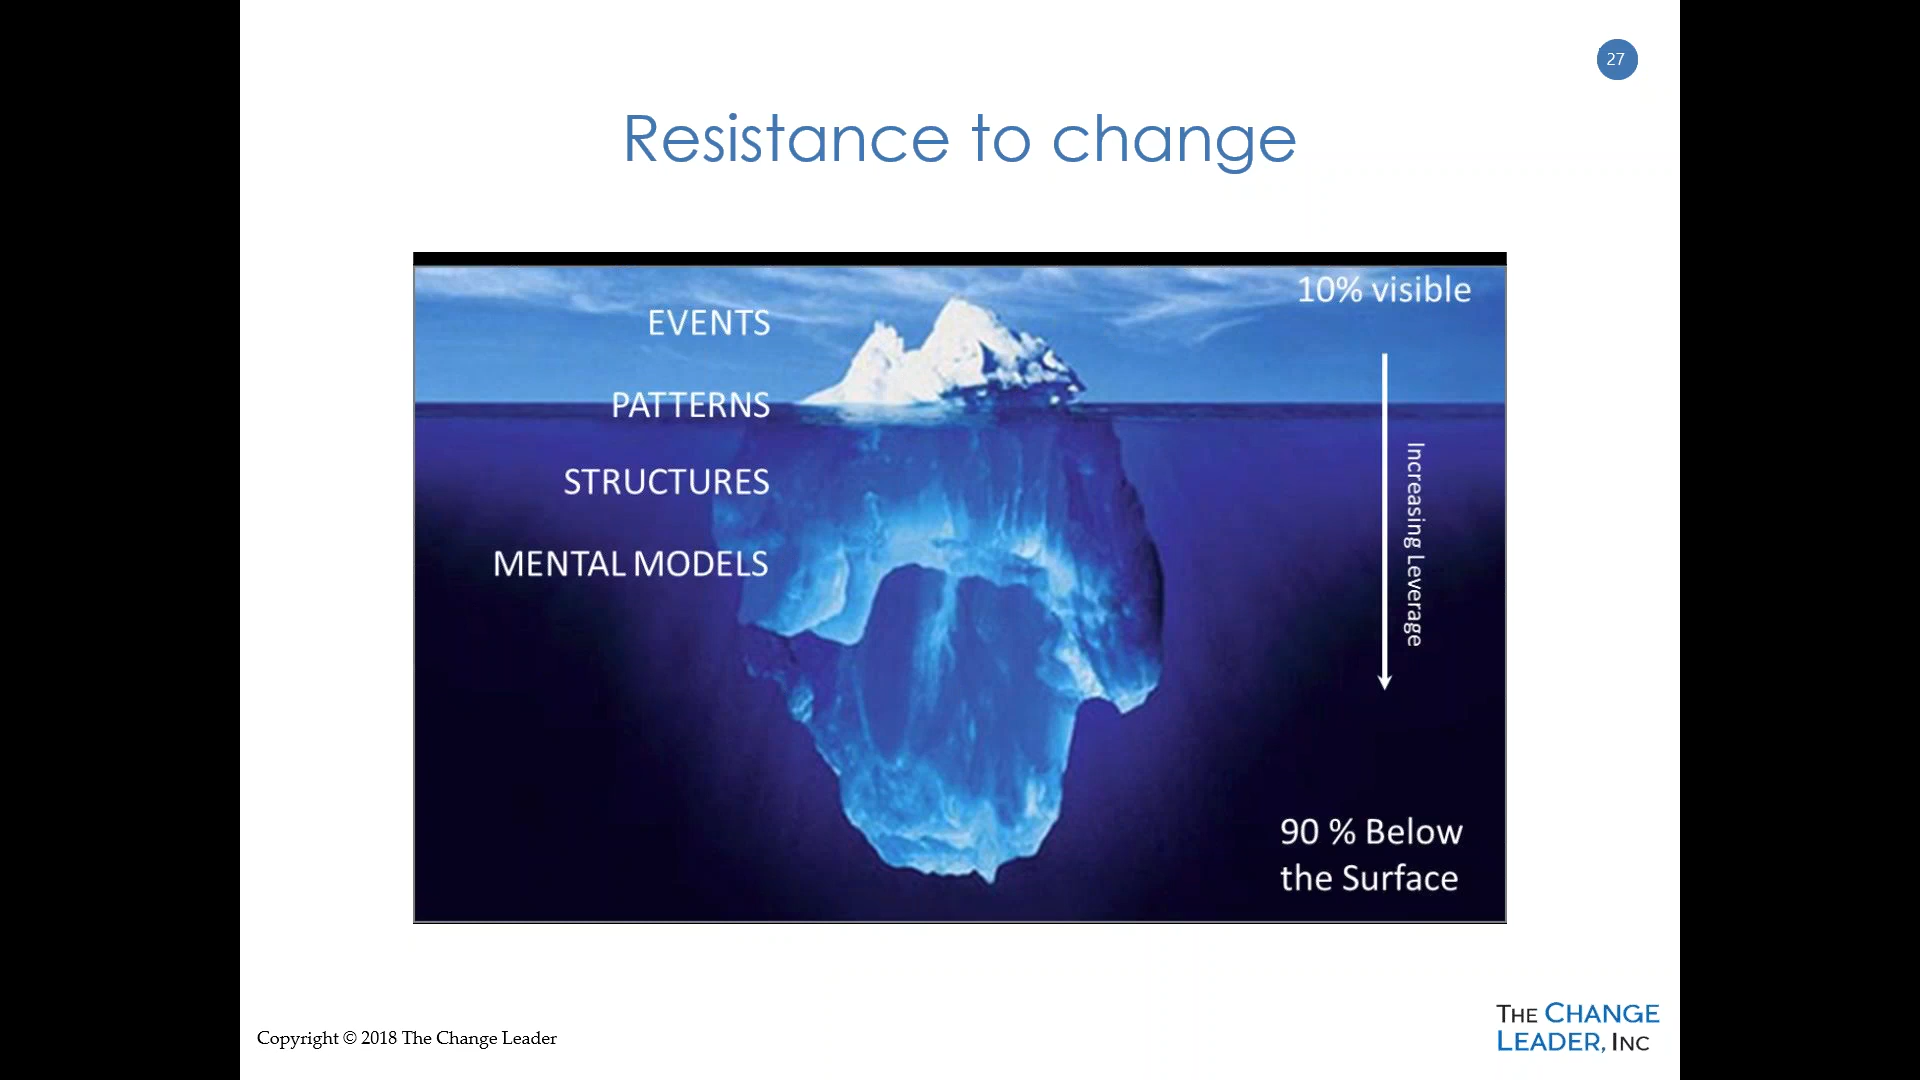 27
Resistance to change
EVENTS
10% visible
PATTERNS
STRUCTURES
MENTAL MODELS
Increasing Leverage
90 % Below
the Surface
Copyright © 2018 The Change Leader
THE CHANGE
LEADER, INC